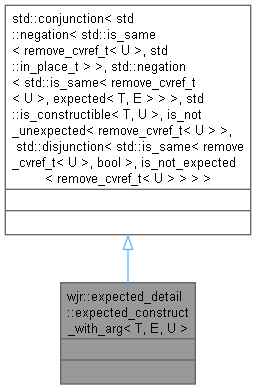 std::conjunction< std
::negation< std::is_same
< remove_cvref_t< U >, std
::in_place_t > >, std::negation
< std::is_same< remove_cvref_t
< U >, expected< T, E > > >, std
::is_constructible< T, U >, is_not
_unexpected< remove_cvref_t< U > >,
std::disjunction< std::is_same< remove
_cvref_t< U >, bool >, is_not_expected
< remove_cvref_t< U > > > >
wjr::expected_detail
::expected_construct
_with_arg< T, E, U >